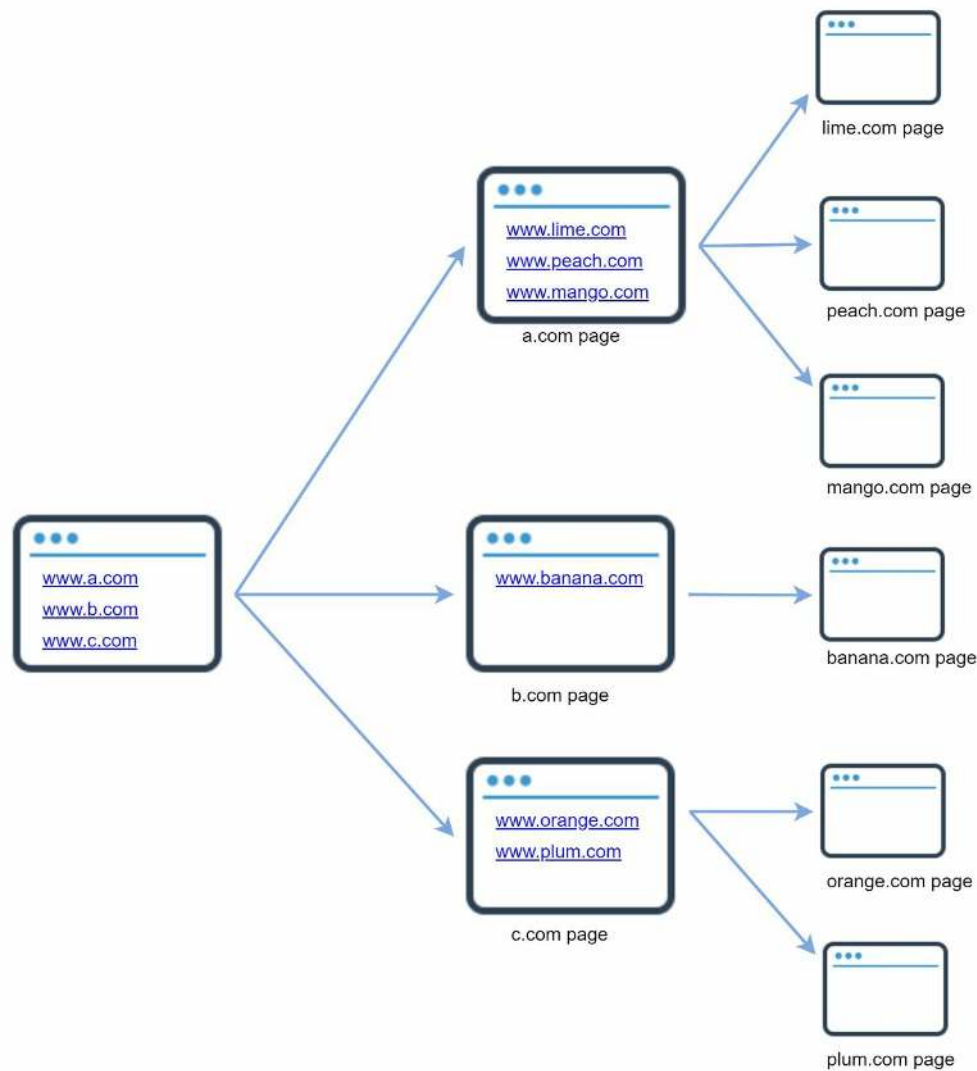 lime.com page
www.lime.com
www.peach.com
www.mango.com
a.com page
peach.com page
mango.com page
www.a.com
www.b.com
www.c.com
www.banana.com
b.com page
banana.com page
www.orange.com
www.plum.com
c.com page
orange.com page
plum.com page